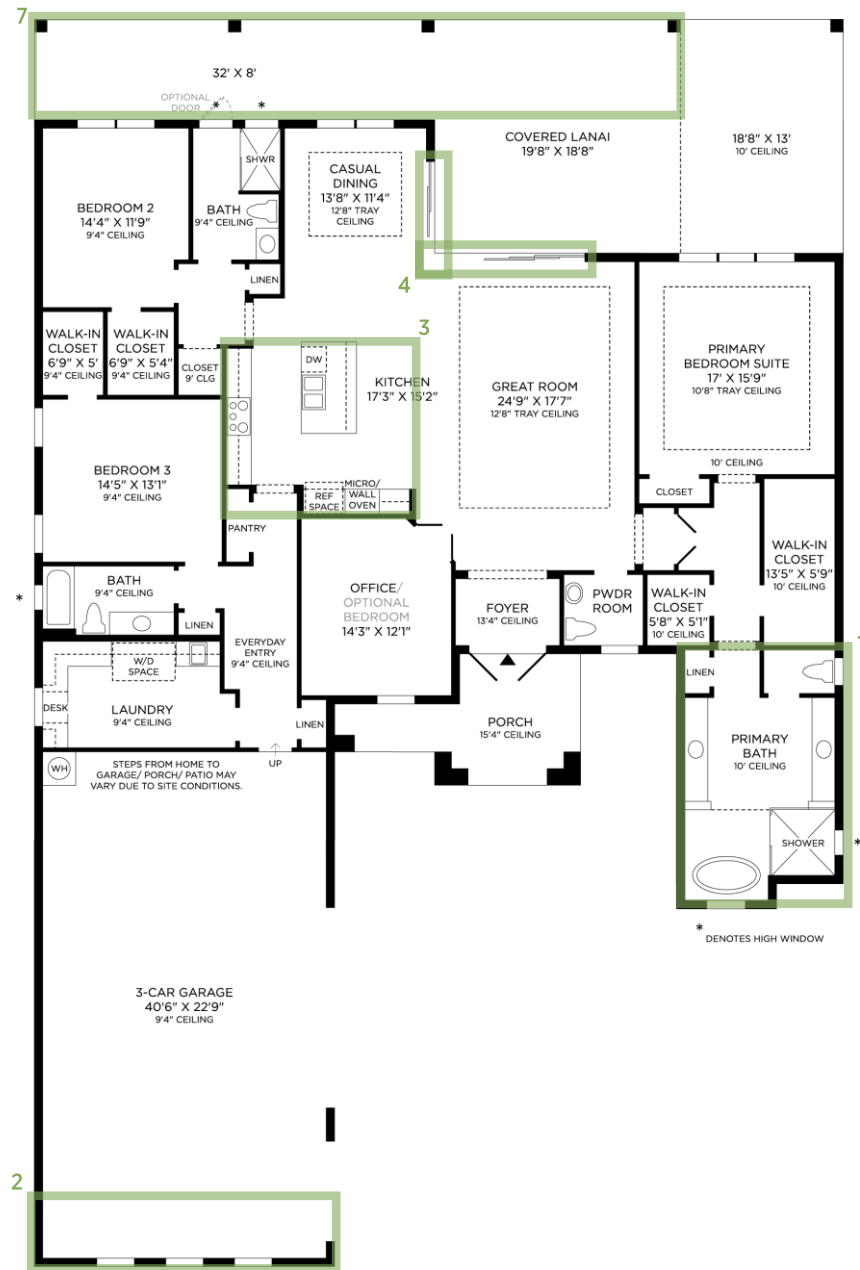 7
32' X 8'
OPTIONAL
DOOR
*
*
SHWR
CASUAL
DINING
13'8" X 11'4"
12'8" TRAY
CEILING
COVERED LANAI
19'8" X 18'8"
18'8" X 13'
10' CEILING
BEDROOM 2
14'4" X 11'9"
9'4" CEILING
BATH
9'4" CEILING
LINEN
4
3
WALK-IN
CLOSET
6'9" X 5'
9'4" CEILING
WALK-IN
CLOSET
6'9" X 5'4"
9'4" CEILING
CLOSET
9' CLG
DW
KITCHEN
17'3" X 15'2"
GREAT ROOM
24'9" X 17'7"
12'8" TRAY CEILING
PRIMARY
BEDROOM SUITE
17' X 15'9"
10'8" TRAY CEILING
10' CEILING
CLOSET
BEDROOM 3
14'5" X 13'1"
9'4" CEILING
REF
SPACE
MICRO/
WALL
OVEN
PANTRY
WALK-IN
CLOSET
13'5" X 5'9"
10' CEILING
*
BATH
9'4" CEILING
LINEN
OFFICE/
OPTIONAL
BEDROOM
14'3" X 12'1"
FOYER
13'4" CEILING
PWDR
ROOM
WALK-IN
CLOSET
5'8" X 5'1"
10' CEILING
EVERYDAY
ENTRY
9'4" CEILING
1
W/D
SPACE
LINEN
DESK
LAUNDRY
9'4" CEILING
LINEN
PORCH
15'4" CEILING
PRIMARY
BATH
10' CEILING
WH
STEPS FROM HOME TO
GARAGE/ PORCH/ PATIO MAY
VARY DUE TO SITE CONDITIONS.
UP
SHOWER
*
* DENOTES HIGH WINDOW
3-CAR GARAGE
40'6" X 22'9"
9'4" CEILING
2